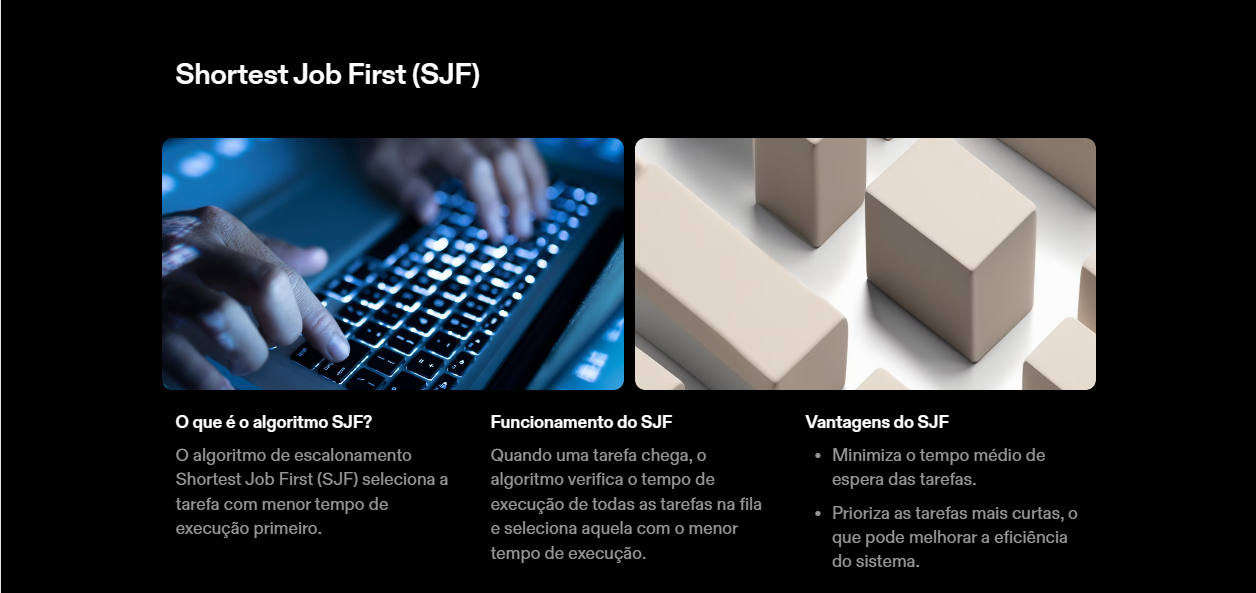 Shortest Job First (SJF)
O que é o algoritmo SJF?
O algoritmo de escalonamento
Shortest Job First (SJF) seleciona a
tarefa com menor tempo de
execução primeiro.
Funcionamento do SJF
Quando uma tarefa chega, o
algoritmo verifica o tempo de
execução de todas as tarefas na fila
e seleciona aquela com o menor
tempo de execução.
Vantagens do SJF
• Minimiza o tempo médio de
espera das tarefas.
• Prioriza as tarefas mais curtas, o
que pode melhorar a eficiência
do sistema.